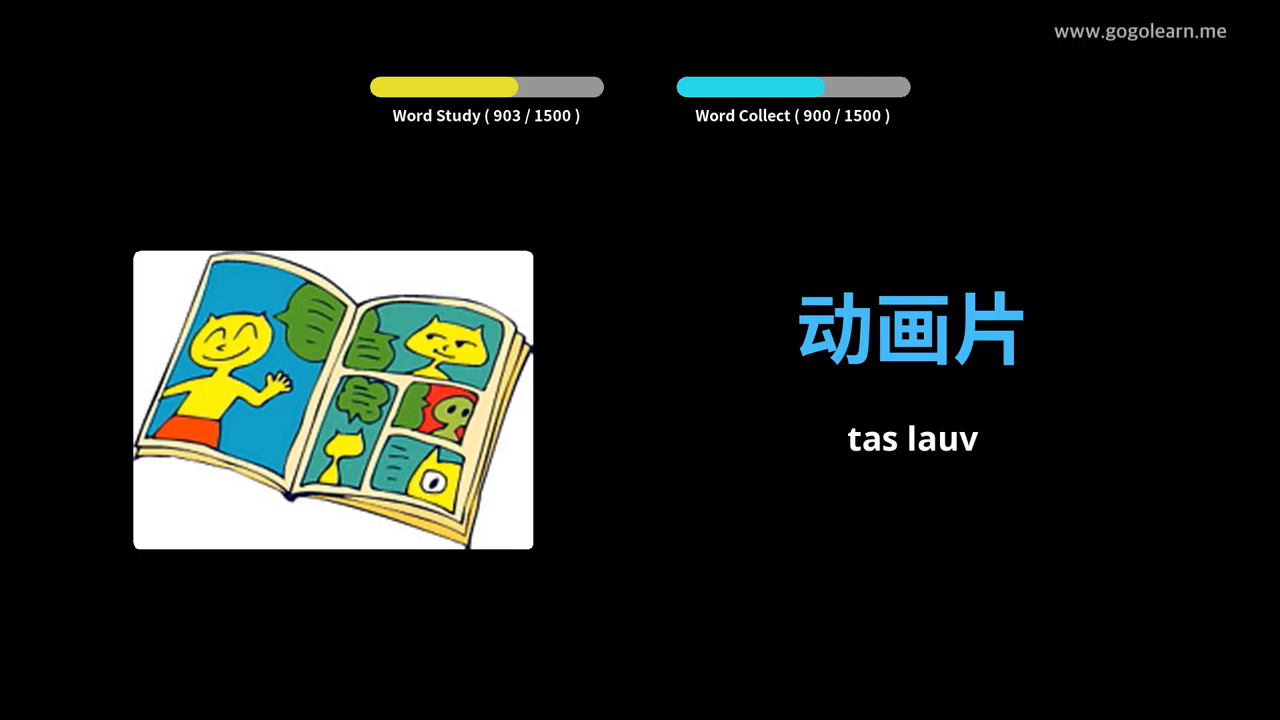 www.gogolearn.me
Word Study ( 903 / 1500 )
Word Collect ( 900 / 1500 )
动画片
tas lauv